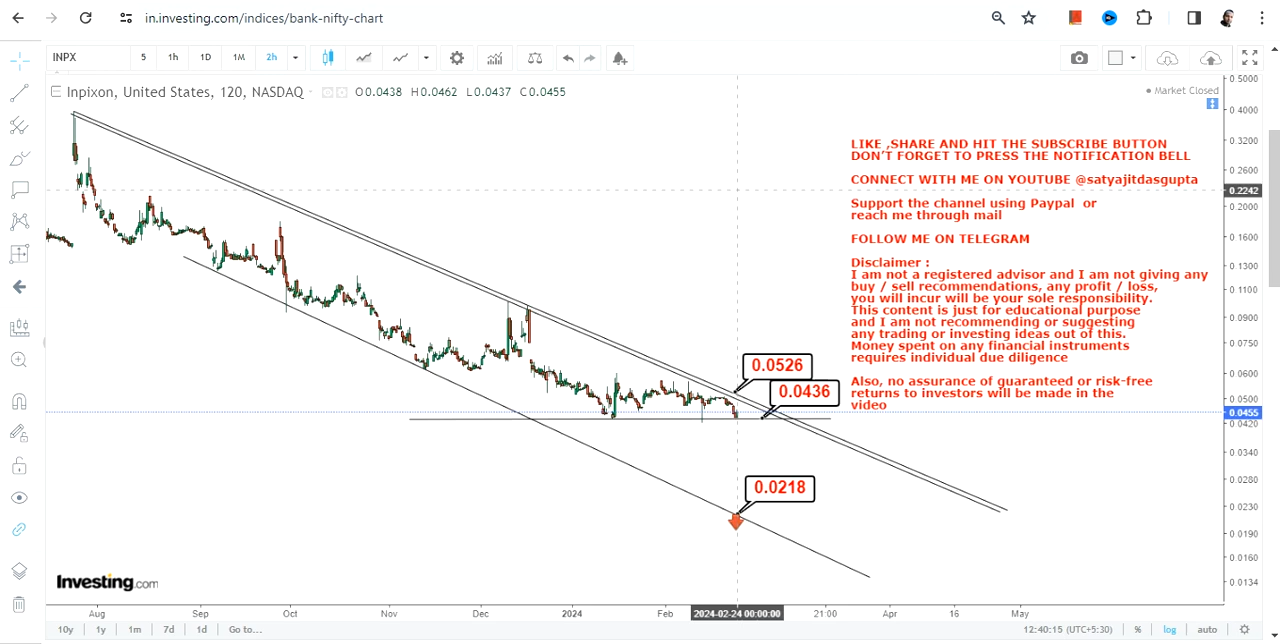 in.investing.com/indices/bank-nifty-chart
INPX 5 1h 1D 1M 2h
Inpixon, United States, 120, NASDAQ O0.0438 H0.0462 L0.0437 C0.0455
Market Closed
LIKE ,SHARE AND HIT THE SUBSCRIBE BUTTON
DON'T FORGET TO PRESS THE NOTIFICATION BELL
CONNECT WITH ME ON YOUTUBE @satyajitdasgupta
Support the channel using Paypal or
reach me through mail
FOLLOW ME ON TELEGRAM
Disclaimer :
I am not a registered advisor and I am not giving any
buy / sell recommendations, any profit / loss,
you will incur will be your sole responsibility.
This content is just for educational purpose
and I am not recommending or suggesting
any trading or investing ideas out of this.
Money spent on any financial instruments
requires individual due diligence
Also, no assurance of guaranteed or risk-free
returns to investors will be made in the
video
0.0526
0.0436
0.0218
0.5000
0.4000
0.3200
0.2600
0.2242
0.2000
0.1600
0.1300
0.1100
0.0900
0.0750
0.0600
0.0500
0.0455
0.0420
0.0340
0.0280
0.0230
0.0190
0.0160
0.0134
Investing.com
Aug Sep Oct Nov Dec 2024 Feb 2024-02-24 00:00:00 21:00 Apr 16 May
10y 1y 1m 7d 1d Go to... 12:40:15 (UTC+5:30) % log auto